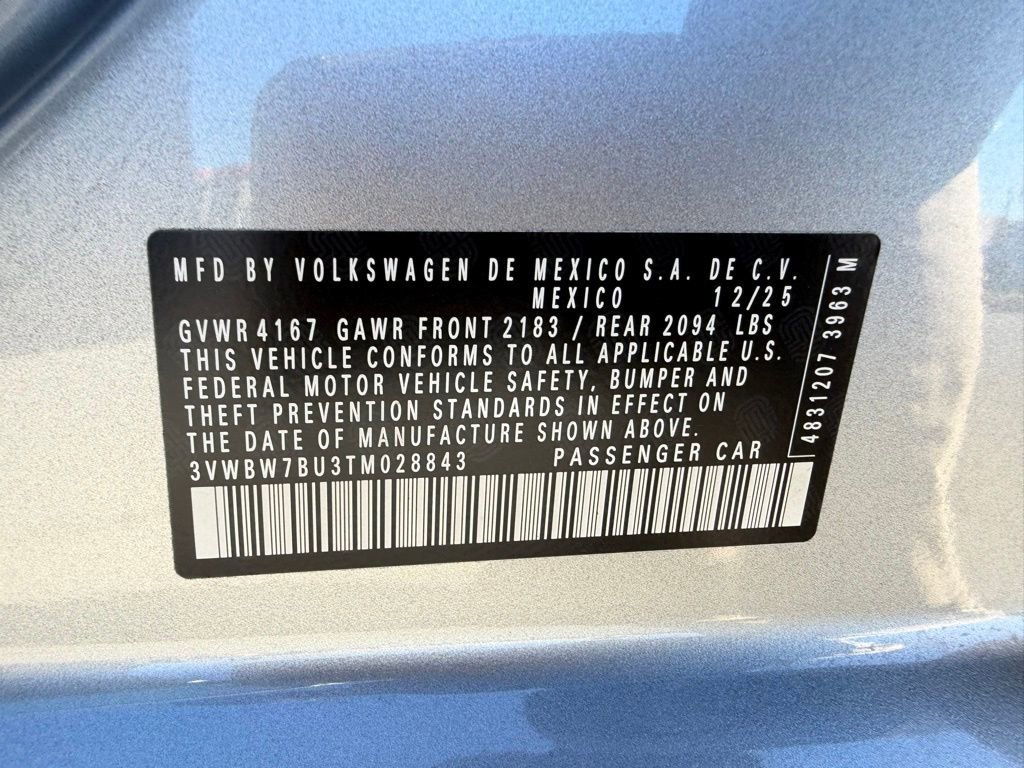 MFD BY VOLKSWAGEN DE MEXICO S.A. DE C.V.
MEXICO 12/25
GVWR 4167 GAWR FRONT 2183 / REAR 2094 LBS
THIS VEHICLE CONFORMS TO ALL APPLICABLE U.S.
FEDERAL MOTOR VEHICLE SAFETY, BUMPER AND
THEFT PREVENTION STANDARDS IN EFFECT ON
THE DATE OF MANUFACTURE SHOWN ABOVE.
3VWBW7BU3TM028843 PASSENGER CAR
4831207 3963 M